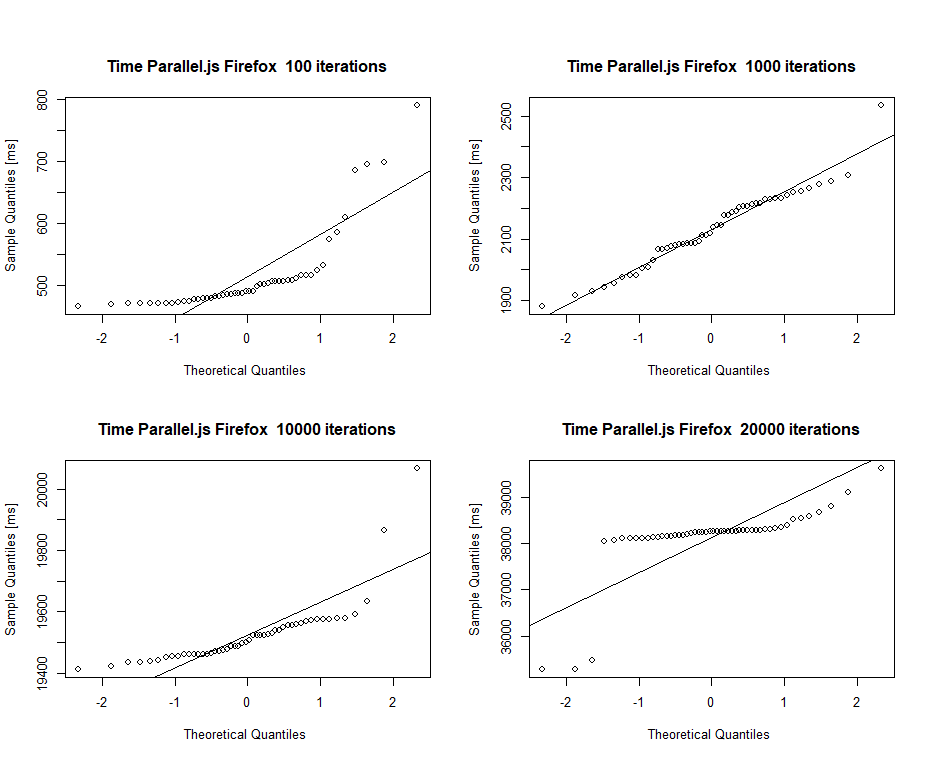 Time Parallel.js Firefox  100 iterations
Sample Quantiles [ms]
800
700
600
500
-2 -1 0 1 2
Theoretical Quantiles
Time Parallel.js Firefox  1000 iterations
Sample Quantiles [ms]
2500
2300
2100
1900
-2 -1 0 1 2
Theoretical Quantiles
Time Parallel.js Firefox  10000 iterations
Sample Quantiles [ms]
20000
19800
19600
19400
-2 -1 0 1 2
Theoretical Quantiles
Time Parallel.js Firefox  20000 iterations
Sample Quantiles [ms]
39000
38000
37000
36000
-2 -1 0 1 2
Theoretical Quantiles